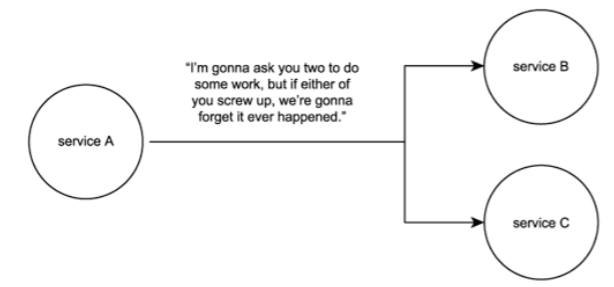 service A
"I'm gonna ask you two to do
some work, but if either of
you screw up, we're gonna
forget it ever happened."
service B
service C